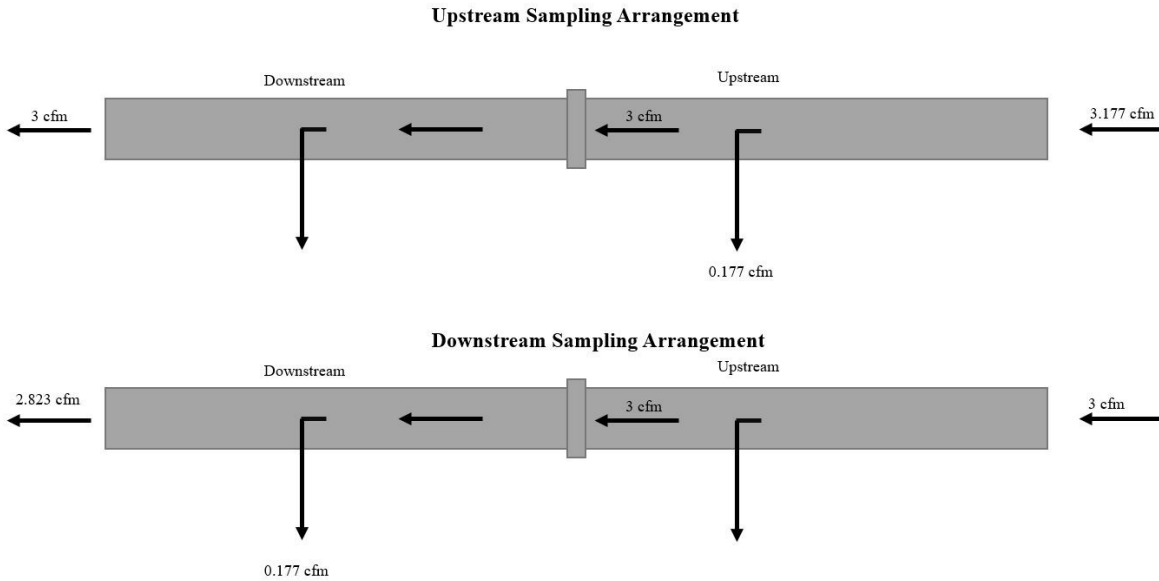 Upstream Sampling Arrangement
Downstream
Upstream
3 cfm
3 cfm
3.177 cfm
0.177 cfm
Downstream Sampling Arrangement
Downstream
Upstream
2.823 cfm
3 cfm
3 cfm
0.177 cfm